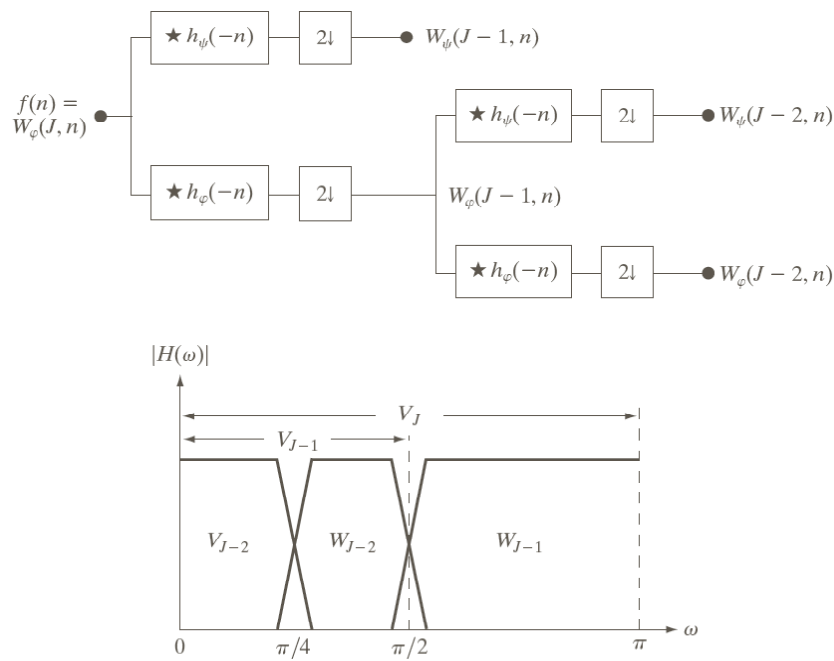 ★ h_ψ(−n)
2↓
W_ψ(J − 1, n)
f(n) =
W_φ(J, n)
★ h_ψ(−n)
2↓
W_ψ(J − 2, n)
★ h_φ(−n)
2↓
W_φ(J − 1, n)
★ h_φ(−n)
2↓
W_φ(J − 2, n)
|H(ω)|
V_J
V_{J−1}
V_{J−2}
W_{J−2}
W_{J−1}
0
π/4
π/2
π
ω